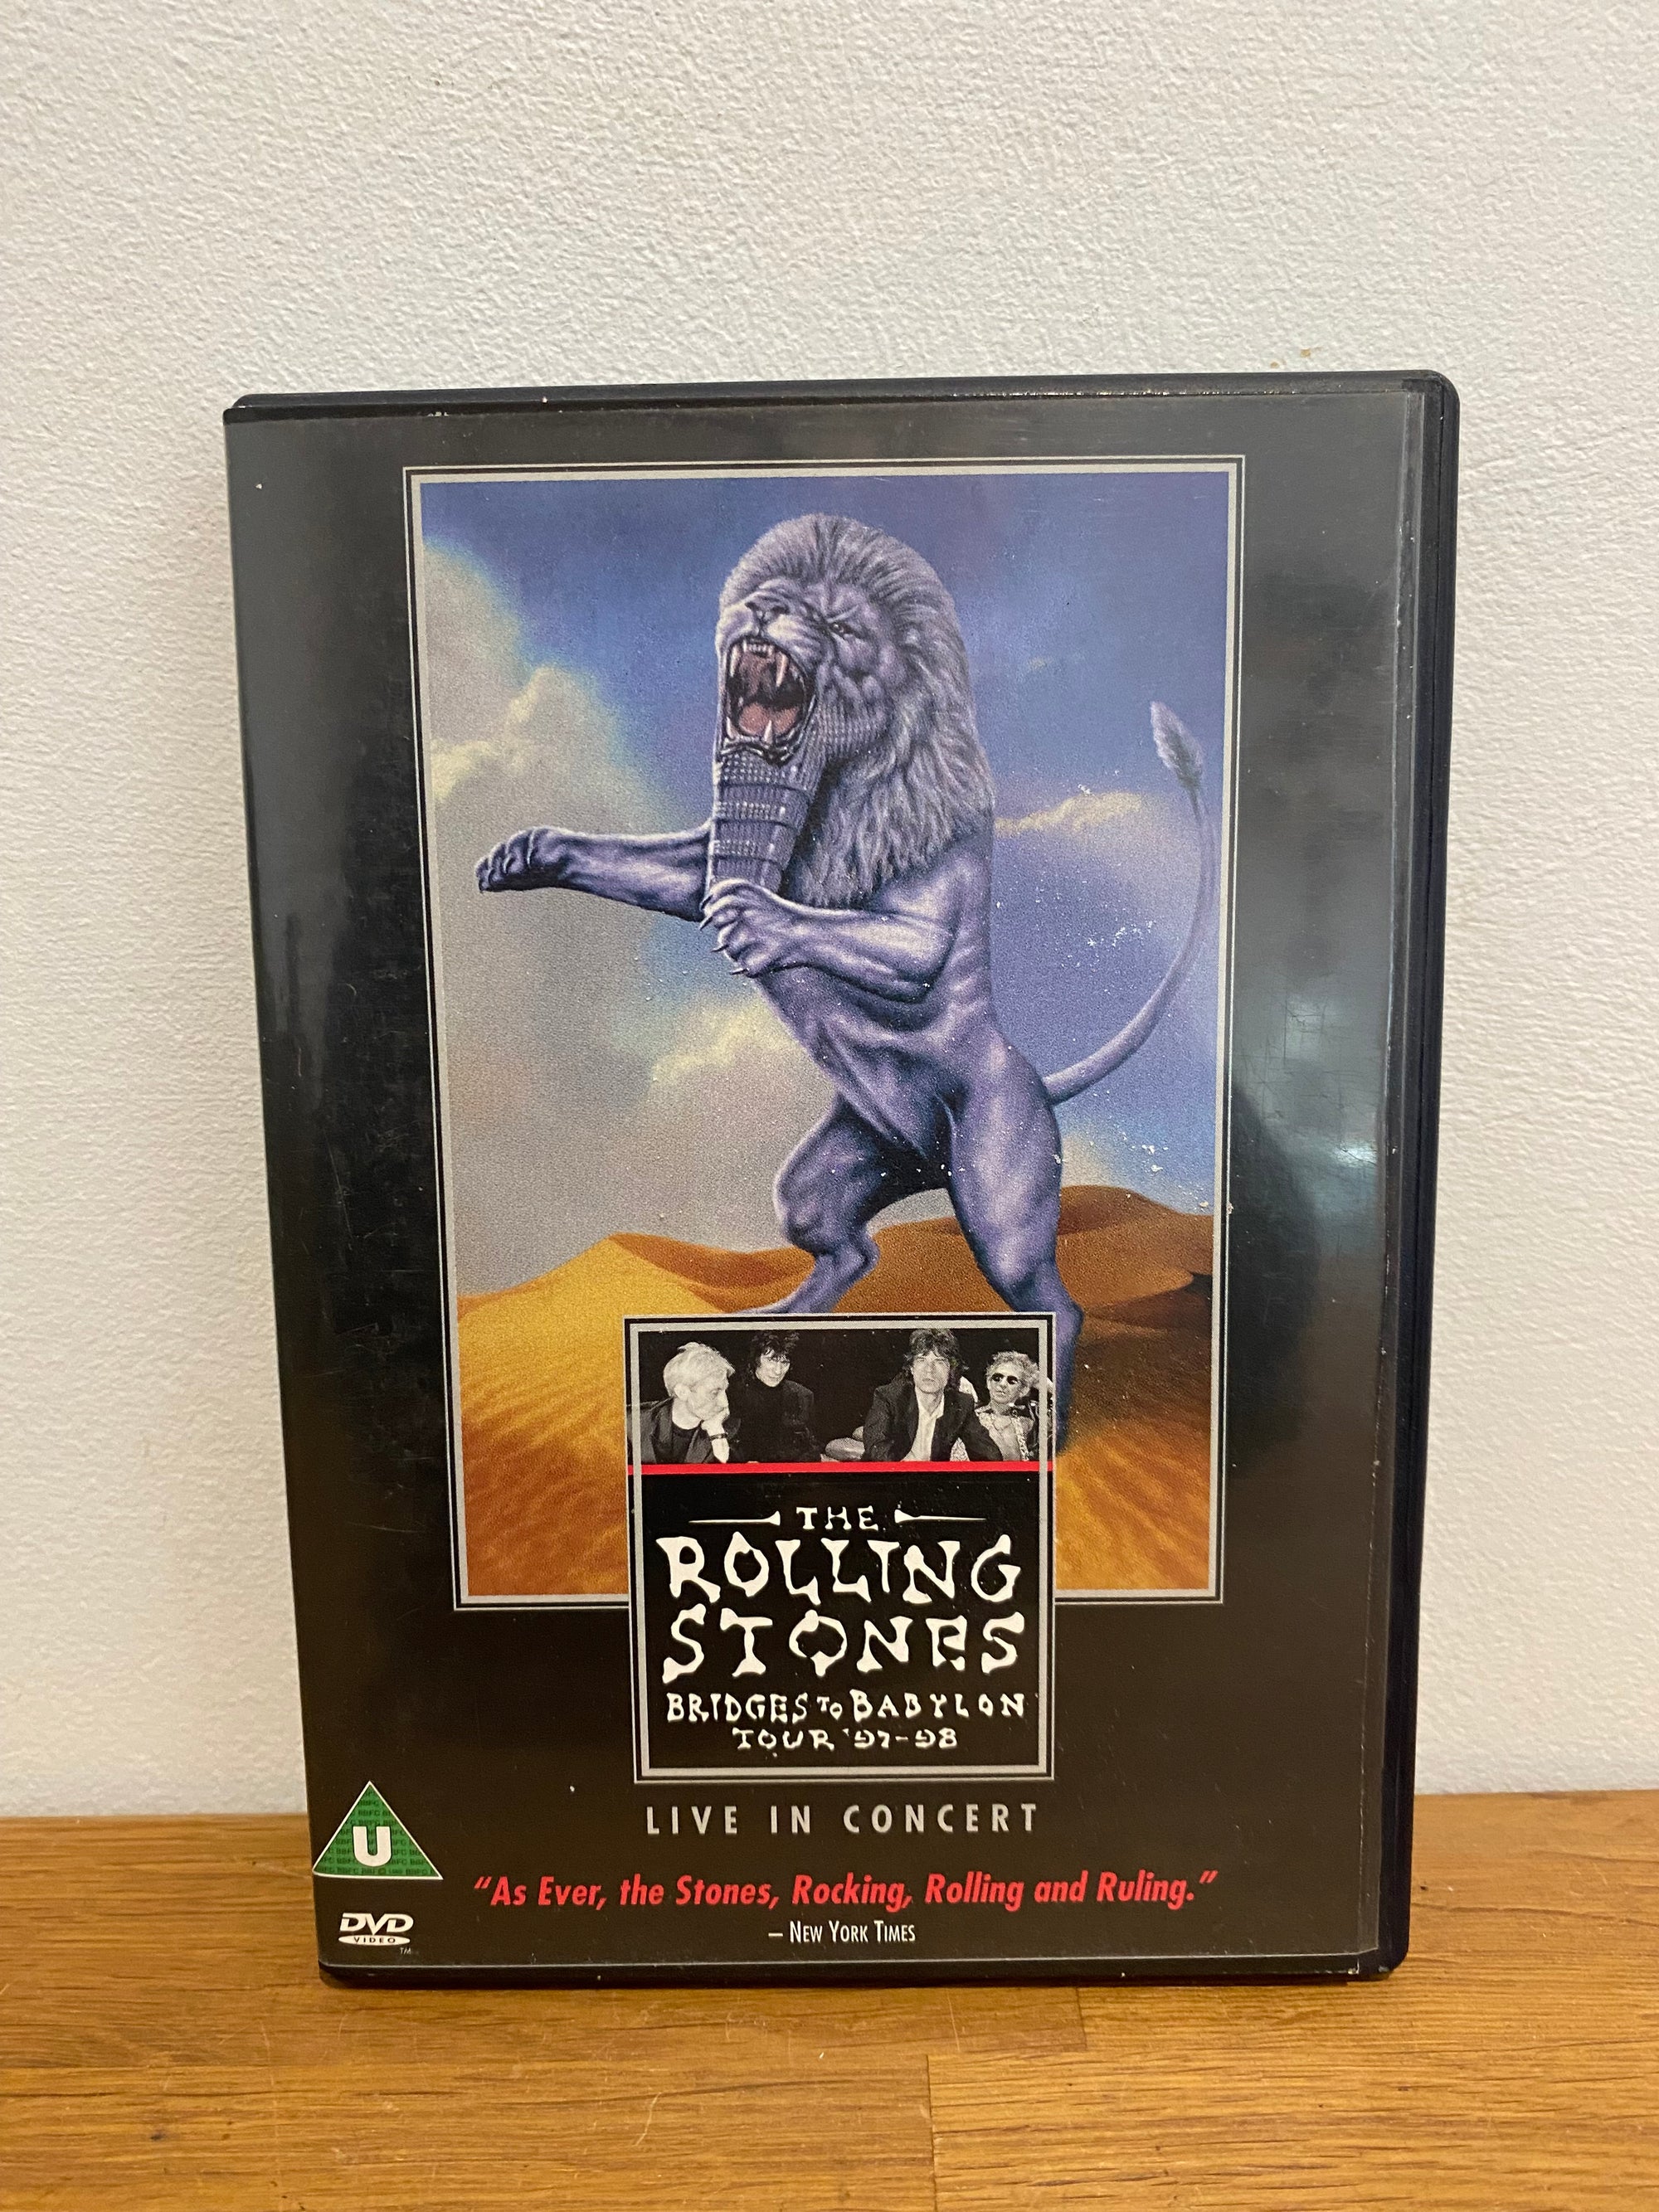 THE
ROLLING
STONES
BRIDGES TO BABYLON
TOUR '97-98
LIVE IN CONCERT
U
"As Ever, the Stones, Rocking, Rolling and Ruling."
– NEW YORK TIMES
DVD
VIDEO
TM